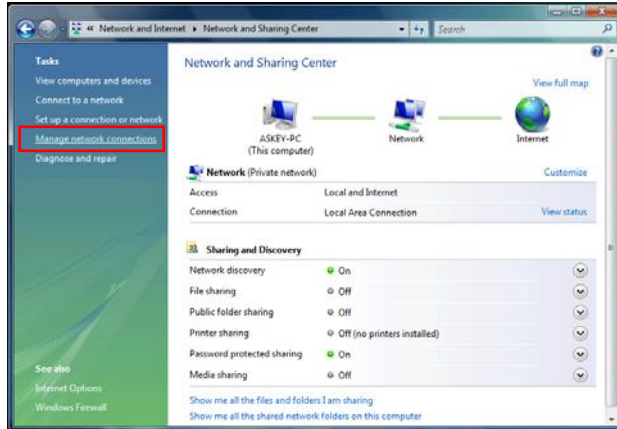 « Network and Internet ▸ Network and Sharing Center
Search
Tasks
View computers and devices
Connect to a network
Set up a connection or network
Manage network connections
Diagnose and repair
See also
Internet Options
Windows Firewall
Network and Sharing Center
View full map
ASKEY-PC
(This computer)
Network
Internet
Network (Private network)
Customize
Access Local and Internet
Connection Local Area Connection View status
Sharing and Discovery
Network discovery On
File sharing Off
Public folder sharing Off
Printer sharing Off (no printers installed)
Password protected sharing On
Media sharing Off
Show me all the files and folders I am sharing
Show me all the shared network folders on this computer